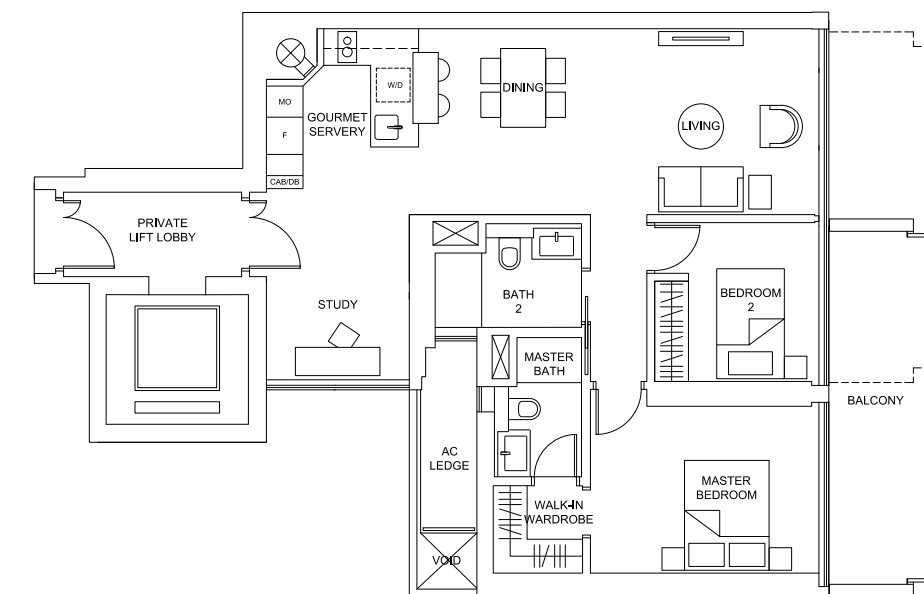 MO
F
CAB/DB
GOURMET
SERVERY
W/D
DINING
LIVING
PRIVATE
LIFT LOBBY
STUDY
BATH
2
BEDROOM
2
MASTER
BATH
BALCONY
AC
LEDGE
MASTER
BEDROOM
WALK-IN
WARDROBE
VOID